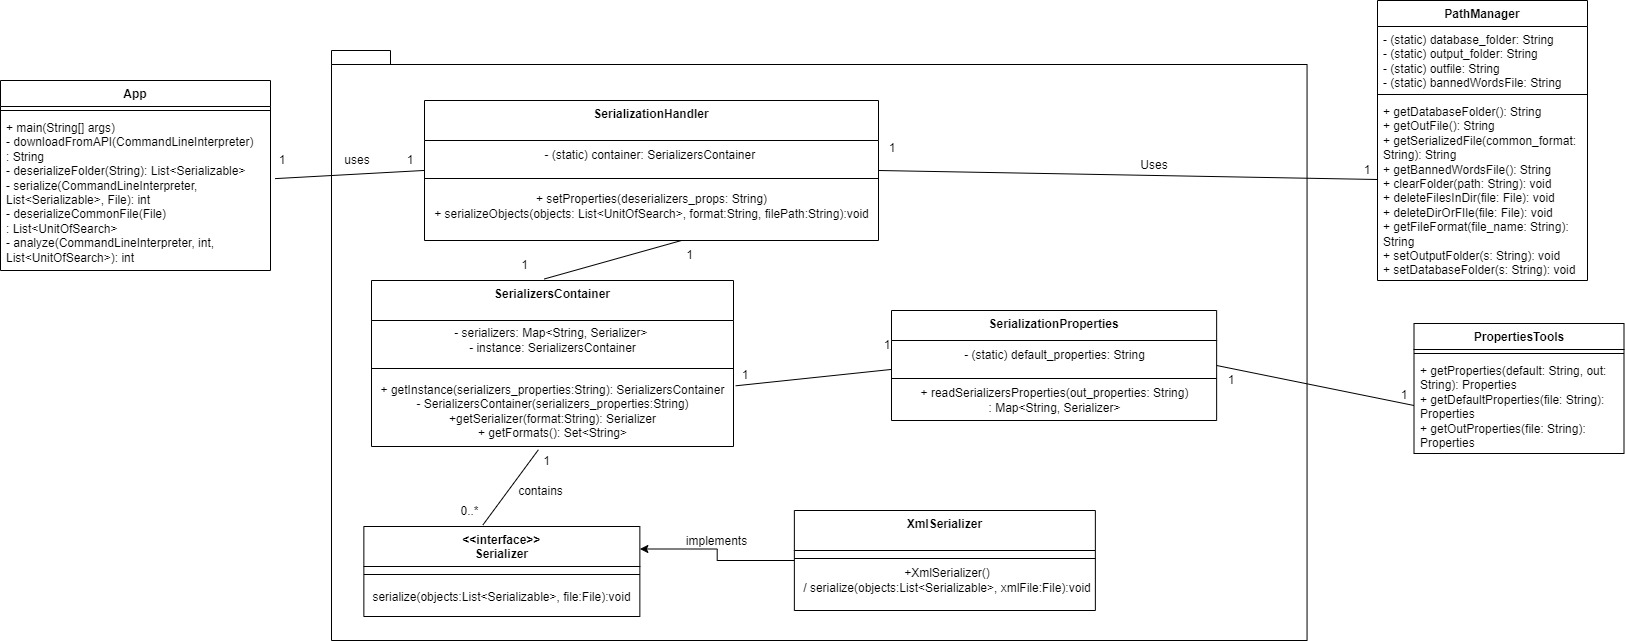 App
+ main(String[] args)
- downloadFromAPI(CommandLineInterpreter)
: String
- deserializeFolder(String): List<Serializable>
- serialize(CommandLineInterpreter,
List<Serializable>, File): int
- deserializeCommonFile(File)
: List<UnitOfSearch>
- analyze(CommandLineInterpreter, int,
List<UnitOfSearch>): int
1
uses
1
SerializationHandler
- (static) container: SerializersContainer
+ setProperties(deserializers_props: String)
+ serializeObjects(objects: List<UnitOfSearch>, format:String, filePath:String):void
1
Uses
1
PathManager
- (static) database_folder: String
- (static) output_folder: String
- (static) outfile: String
- (static) bannedWordsFile: String
+ getDatabaseFolder(): String
+ getOutFile(): String
+ getSerializedFile(common_format:
String): String
+ getBannedWordsFile(): String
+ clearFolder(path: String): void
+ deleteFilesInDir(file: File): void
+ deleteDirOrFIle(file: File): void
+ getFileFormat(file_name: String):
String
+ setOutputFolder(s: String): void
+ setDatabaseFolder(s: String): void
1
1
SerializersContainer
- serializers: Map<String, Serializer>
- instance: SerializersContainer
+ getInstance(serializers_properties:String): SerializersContainer
- SerializersContainer(serializers_properties:String)
+getSerializer(format:String): Serializer
+ getFormats(): Set<String>
1
1
SerializationProperties
- (static) default_properties: String
+ readSerializersProperties(out_properties: String)
: Map<String, Serializer>
1
1
PropertiesTools
+ getProperties(default: String, out:
String): Properties
+ getDefaultProperties(file: String):
Properties
+ getOutProperties(file: String):
Properties
1
contains
0..*
<<interface>>
Serializer
serialize(objects:List<Serializable>, file:File):void
implements
XmlSerializer
+XmlSerializer()
/ serialize(objects:List<Serializable>, xmlFile:File):void